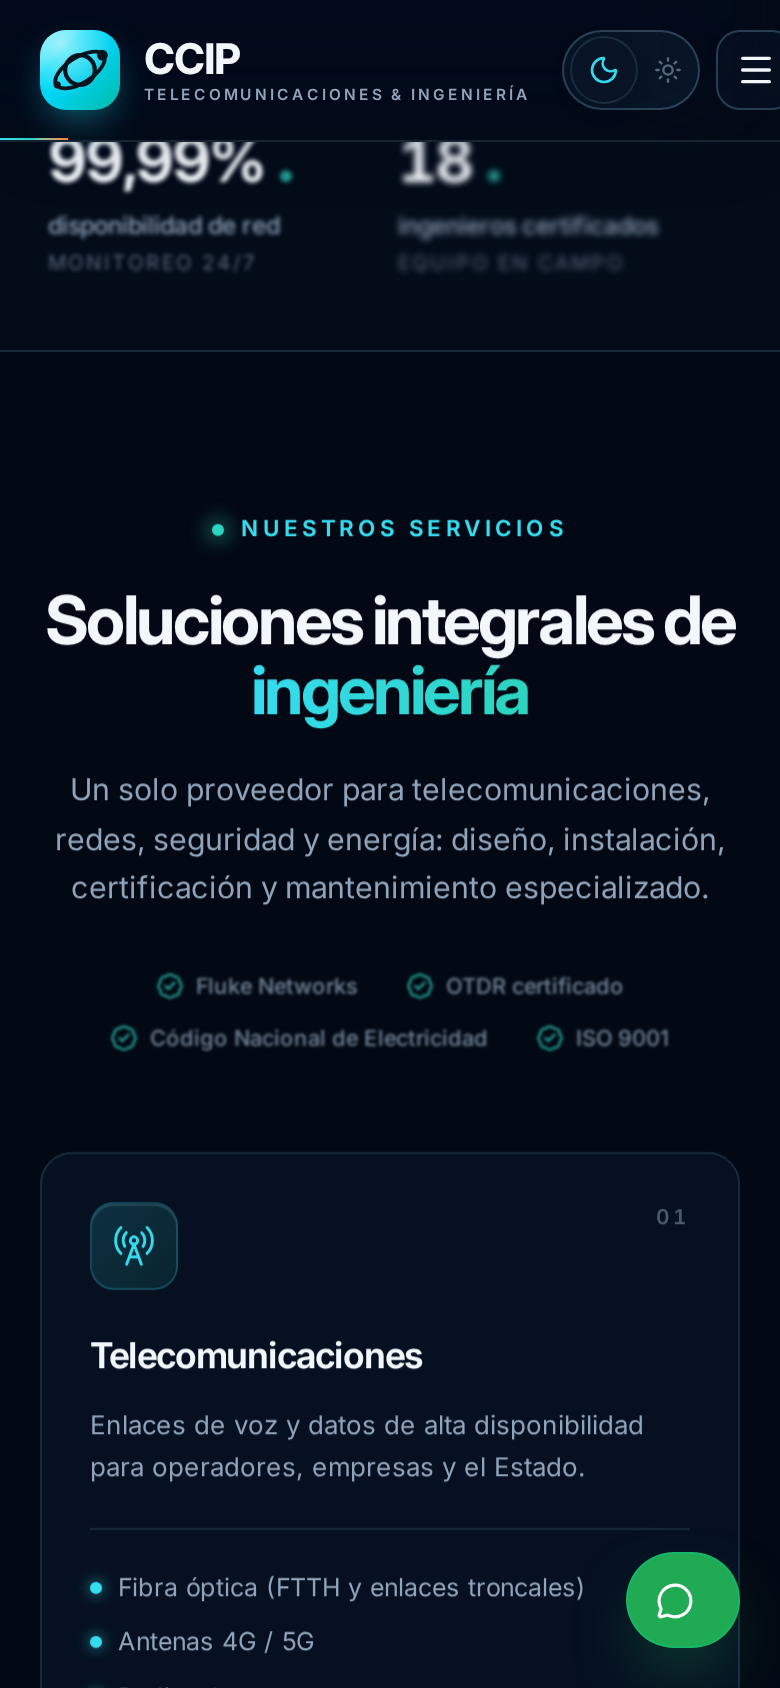 CCIP
TELECOMUNICACIONES & INGENIERÍA
99,99% .
18 .
disponibilidad de red
ingenieros certificados
MONITOREO 24/7
EQUIPO EN CAMPO
NUESTROS SERVICIOS
Soluciones integrales de
ingeniería
Un solo proveedor para telecomunicaciones,
redes, seguridad y energía: diseño, instalación,
certificación y mantenimiento especializado.
Fluke Networks
OTDR certificado
Código Nacional de Electricidad
ISO 9001
01
Telecomunicaciones
Enlaces de voz y datos de alta disponibilidad
para operadores, empresas y el Estado.
Fibra óptica (FTTH y enlaces troncales)
Antenas 4G / 5G